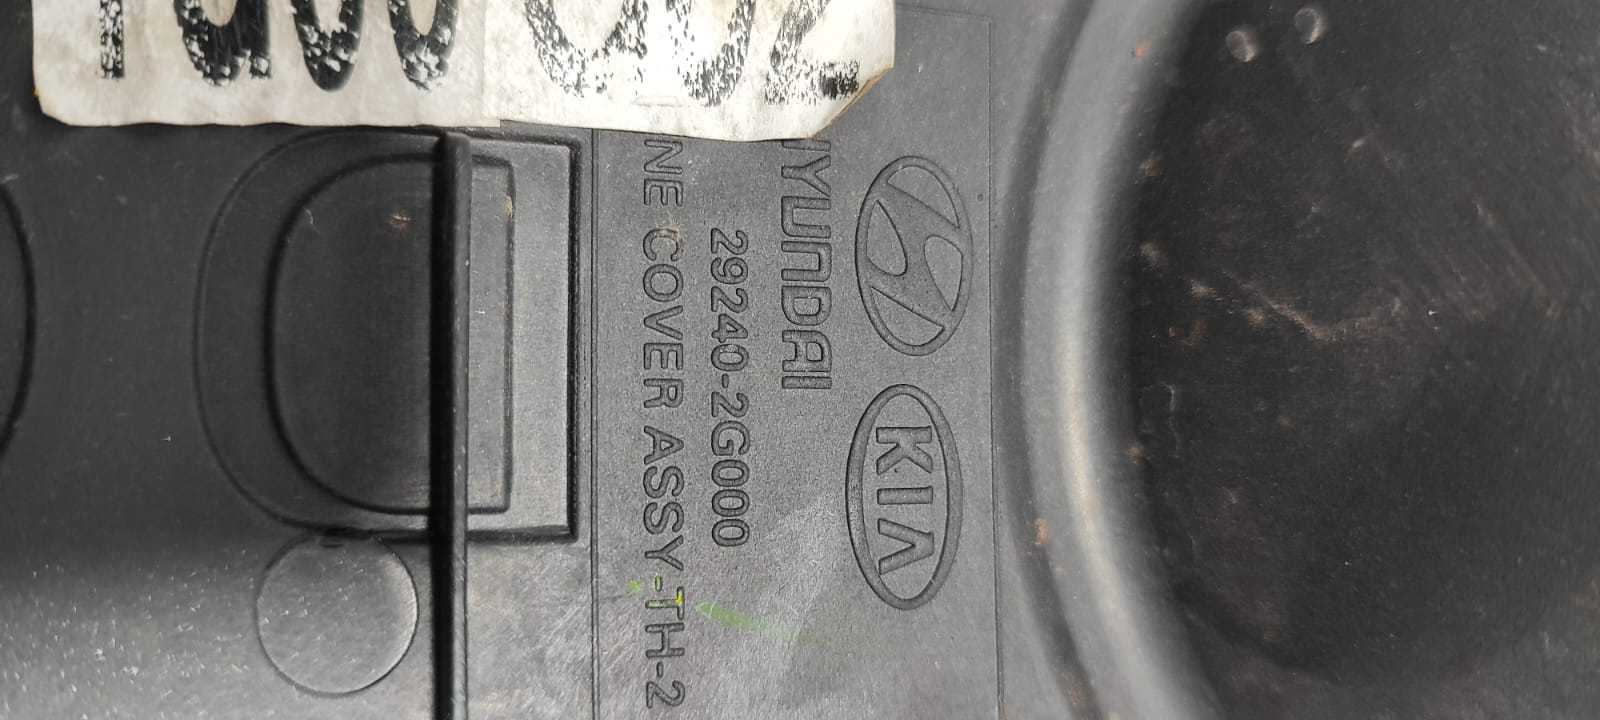 KIA
HYUNDAI
29240-2G000
NE COVER ASSY-TH-2